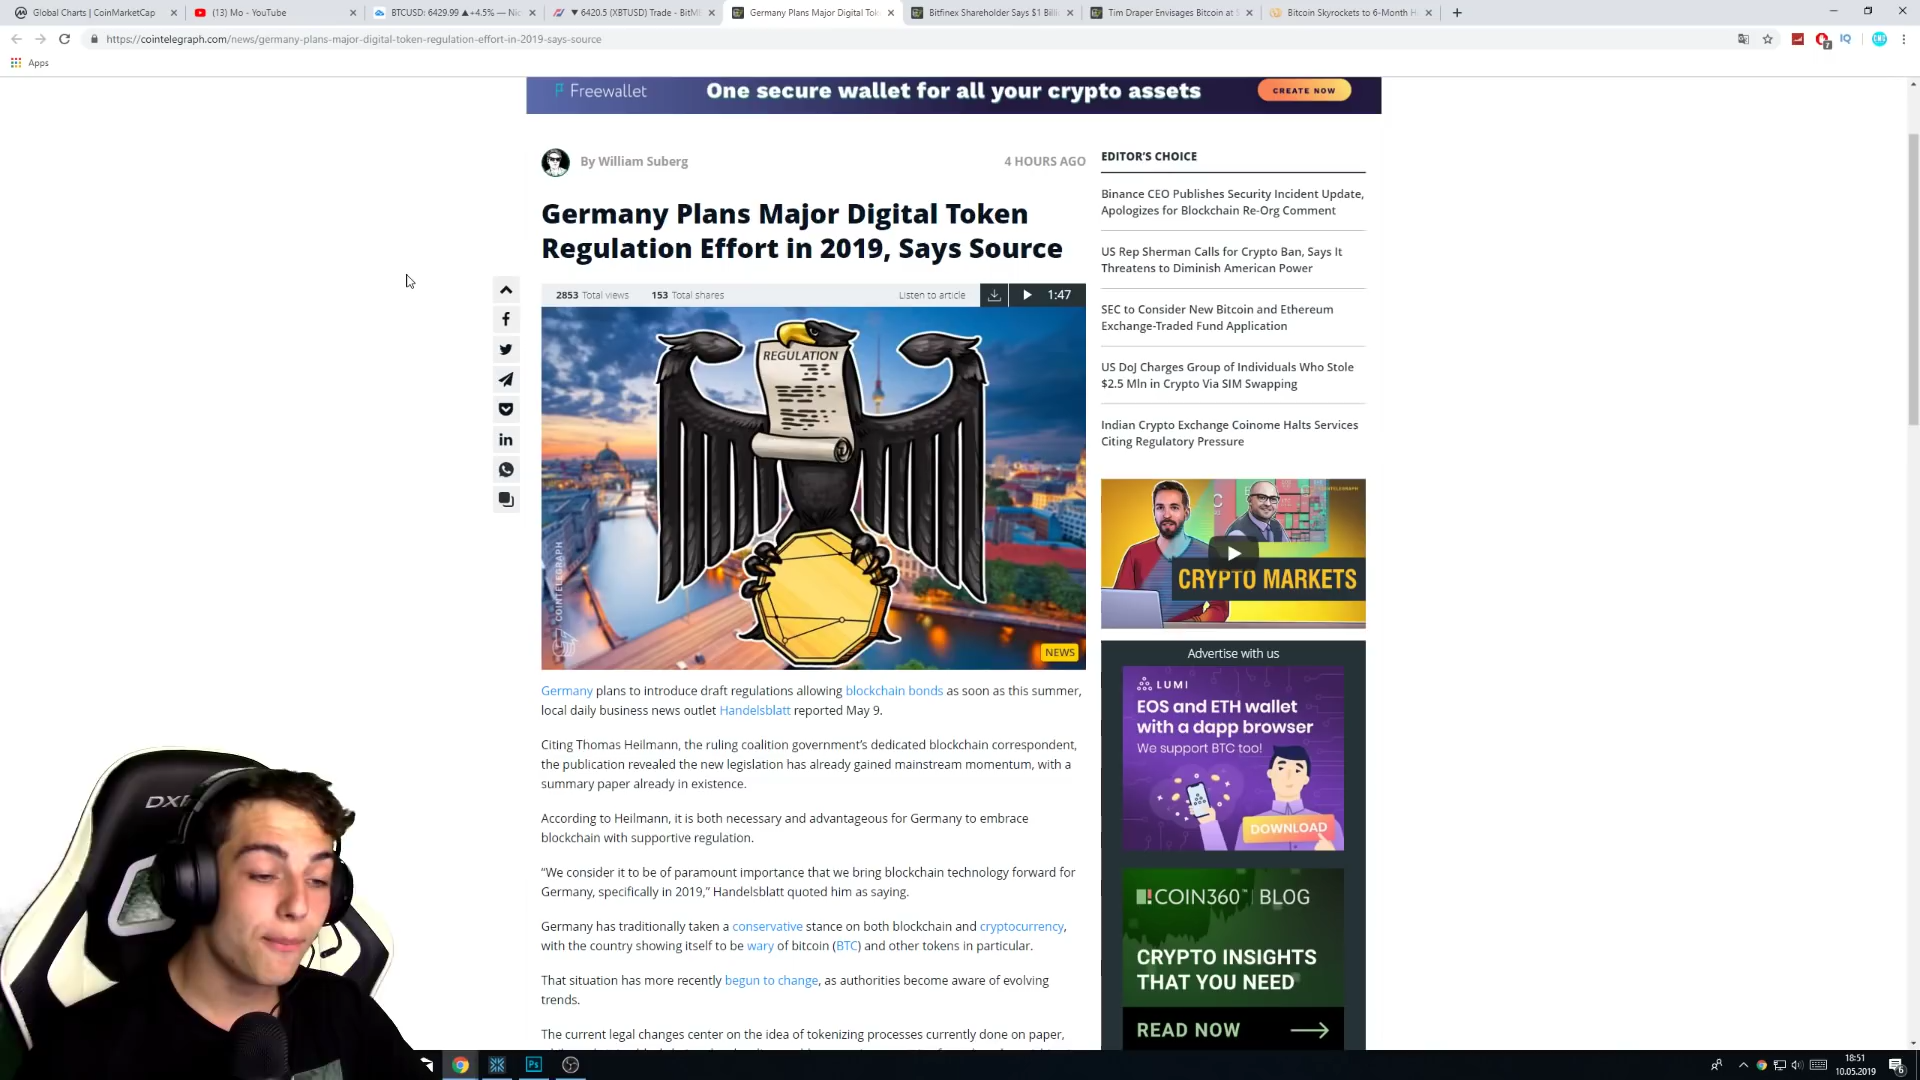 Global Charts | CoinMarketCap
(13) Mo - YouTube
BTCUSD: 6429.99 ▲+4.5% — Nic
▼ 6420.5 (XBTUSD) Trade - BitME
Germany Plans Major Digital Tok
Bitfinex Shareholder Says $1 Billi
Tim Draper Envisages Bitcoin at
Bitcoin Skyrockets to 6-Month H
https://cointelegraph.com/news/germany-plans-major-digital-token-regulation-effort-in-2019-says-source
IQ
Apps
Freewallet
One secure wallet for all your crypto assets
CREATE NOW
By William Suberg
4 HOURS AGO
Germany Plans Major Digital Token
Regulation Effort in 2019, Says Source
2853 Total views
153 Total shares
Listen to article
1:47
REGULATION
COINTELEGRAPH
NEWS
Germany plans to introduce draft regulations allowing blockchain bonds as soon as this summer,
local daily business news outlet Handelsblatt reported May 9.
Citing Thomas Heilmann, the ruling coalition government's dedicated blockchain correspondent,
the publication revealed the new legislation has already gained mainstream momentum, with a
summary paper already in existence.
According to Heilmann, it is both necessary and advantageous for Germany to embrace
blockchain with supportive regulation.
“We consider it to be of paramount importance that we bring blockchain technology forward for
Germany, specifically in 2019,” Handelsblatt quoted him as saying.
Germany has traditionally taken a conservative stance on both blockchain and cryptocurrency,
with the country showing itself to be wary of bitcoin (BTC) and other tokens in particular.
That situation has more recently begun to change, as authorities become aware of evolving
trends.
The current legal changes center on the idea of tokenizing processes currently done on paper,
EDITOR'S CHOICE
Binance CEO Publishes Security Incident Update,
Apologizes for Blockchain Re-Org Comment
US Rep Sherman Calls for Crypto Ban, Says It
Threatens to Diminish American Power
SEC to Consider New Bitcoin and Ethereum
Exchange-Traded Fund Application
US DoJ Charges Group of Individuals Who Stole
$2.5 Mln in Crypto Via SIM Swapping
Indian Crypto Exchange Coinome Halts Services
Citing Regulatory Pressure
CRYPTO MARKETS
Advertise with us
LUMI
EOS and ETH wallet
with a dapp browser
We support BTC too!
DOWNLOAD
COIN360 | BLOG
CRYPTO INSIGHTS
THAT YOU NEED
READ NOW
Ps
18:51
10.05.2019
6